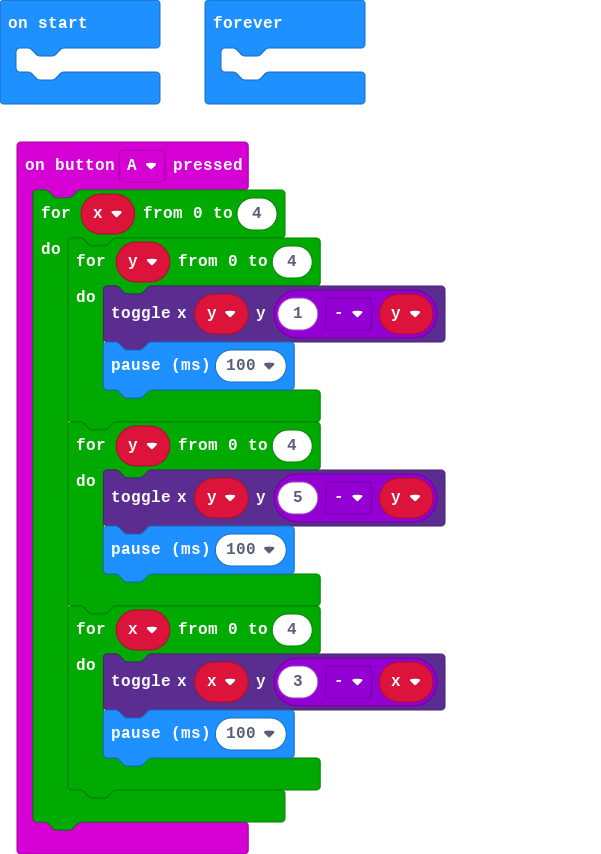 on start
forever
on button A pressed
for x from 0 to 4
do
for y from 0 to 4
do
toggle x y y 1 - y
pause (ms) 100
for y from 0 to 4
do
toggle x y y 5 - y
pause (ms) 100
for x from 0 to 4
do
toggle x x y 3 - x
pause (ms) 100